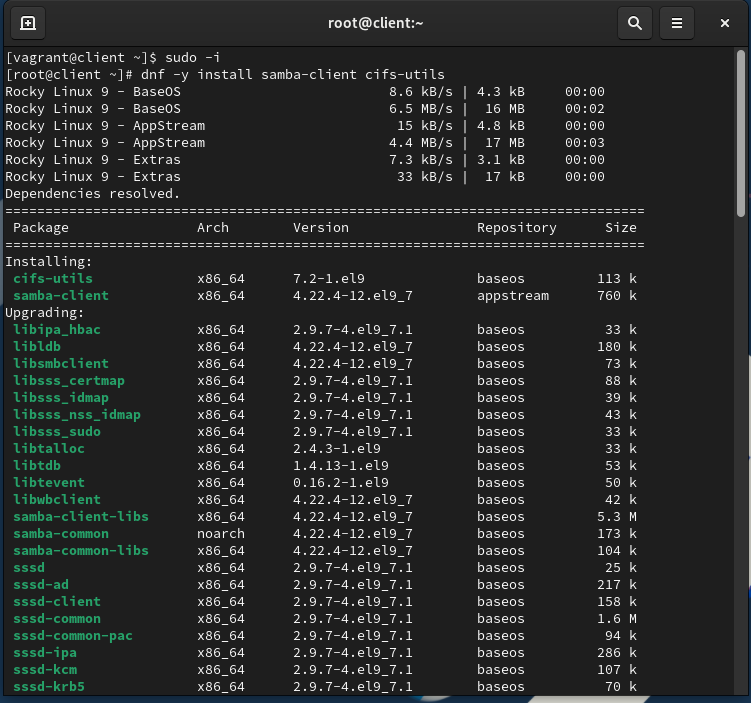 root@client:~
[vagrant@client ~]$ sudo -i
[root@client ~]# dnf -y install samba-client cifs-utils
Rocky Linux 9 - BaseOS                          8.6 kB/s | 4.3 kB     00:00
Rocky Linux 9 - BaseOS                          6.5 MB/s |  16 MB     00:02
Rocky Linux 9 - AppStream                        15 kB/s | 4.8 kB     00:00
Rocky Linux 9 - AppStream                       4.4 MB/s |  17 MB     00:03
Rocky Linux 9 - Extras                          7.3 kB/s | 3.1 kB     00:00
Rocky Linux 9 - Extras                           33 kB/s |  17 kB     00:00
Dependencies resolved.
================================================================================
 Package                Arch        Version                Repository      Size
================================================================================
Installing:
 cifs-utils             x86_64      7.2-1.el9              baseos         113 k
 samba-client           x86_64      4.22.4-12.el9_7        appstream      760 k
Upgrading:
 libipa_hbac            x86_64      2.9.7-4.el9_7.1        baseos          33 k
 libldb                 x86_64      4.22.4-12.el9_7        baseos         180 k
 libsmbclient           x86_64      4.22.4-12.el9_7        baseos          73 k
 libsss_certmap         x86_64      2.9.7-4.el9_7.1        baseos          88 k
 libsss_idmap           x86_64      2.9.7-4.el9_7.1        baseos          39 k
 libsss_nss_idmap       x86_64      2.9.7-4.el9_7.1        baseos          43 k
 libsss_sudo            x86_64      2.9.7-4.el9_7.1        baseos          33 k
 libtalloc              x86_64      2.4.3-1.el9            baseos          33 k
 libtdb                 x86_64      1.4.13-1.el9           baseos          53 k
 libtevent              x86_64      0.16.2-1.el9           baseos          50 k
 libwbclient            x86_64      4.22.4-12.el9_7        baseos          42 k
 samba-client-libs      x86_64      4.22.4-12.el9_7        baseos         5.3 M
 samba-common           noarch      4.22.4-12.el9_7        baseos         173 k
 samba-common-libs      x86_64      4.22.4-12.el9_7        baseos         104 k
 sssd                   x86_64      2.9.7-4.el9_7.1        baseos          25 k
 sssd-ad                x86_64      2.9.7-4.el9_7.1        baseos         217 k
 sssd-client            x86_64      2.9.7-4.el9_7.1        baseos         158 k
 sssd-common            x86_64      2.9.7-4.el9_7.1        baseos         1.6 M
 sssd-common-pac        x86_64      2.9.7-4.el9_7.1        baseos          94 k
 sssd-ipa               x86_64      2.9.7-4.el9_7.1        baseos         286 k
 sssd-kcm               x86_64      2.9.7-4.el9_7.1        baseos         107 k
 sssd-krb5              x86_64      2.9.7-4.el9_7.1        baseos          70 k